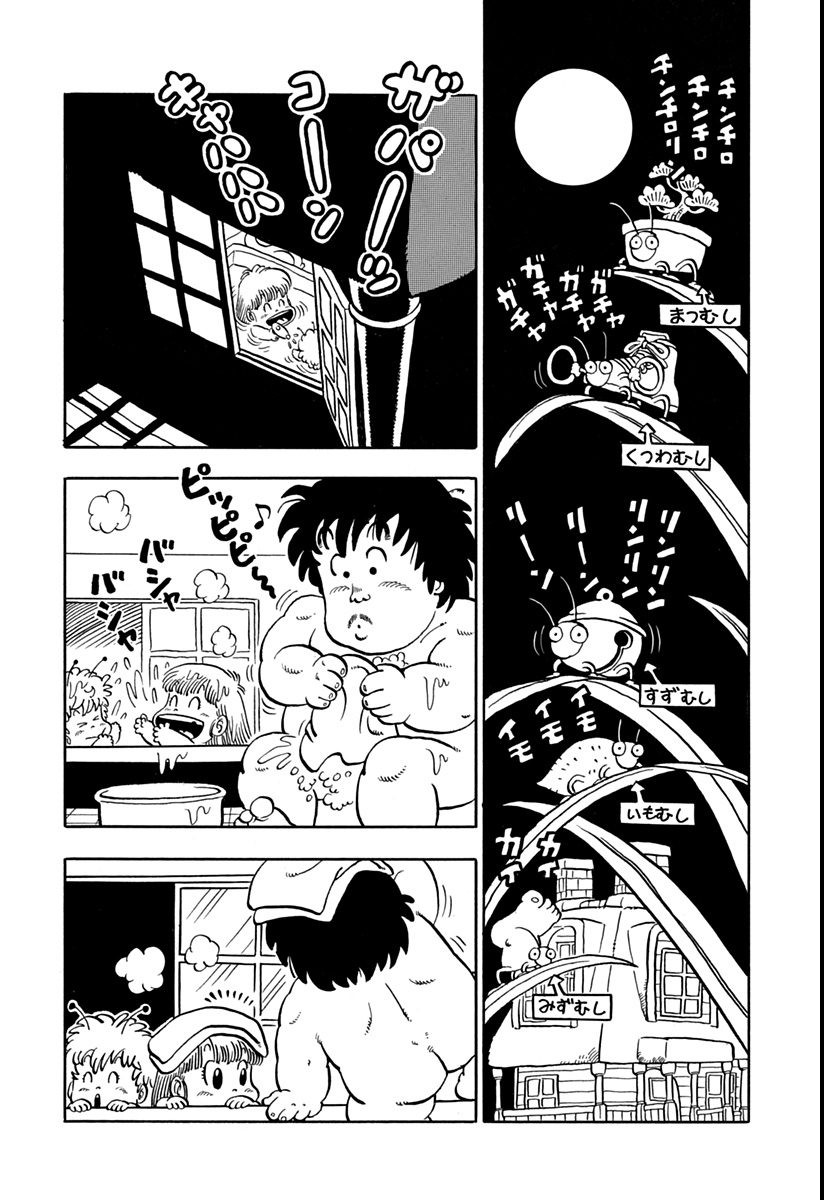 チンチロ
チンチロ
チンチロリン
まつむし
ガチャ
ガチャ
ガチャ
ガチャ
くつわむし
リンリンリン
リーン
リーン
すずむし
イモ
イモ
イモ
いもむし
カイ
カイ
みずむし
ザバーーッ
コーーン
キャハハハハ
ピッピピ〜♪
バシャ
バシャ